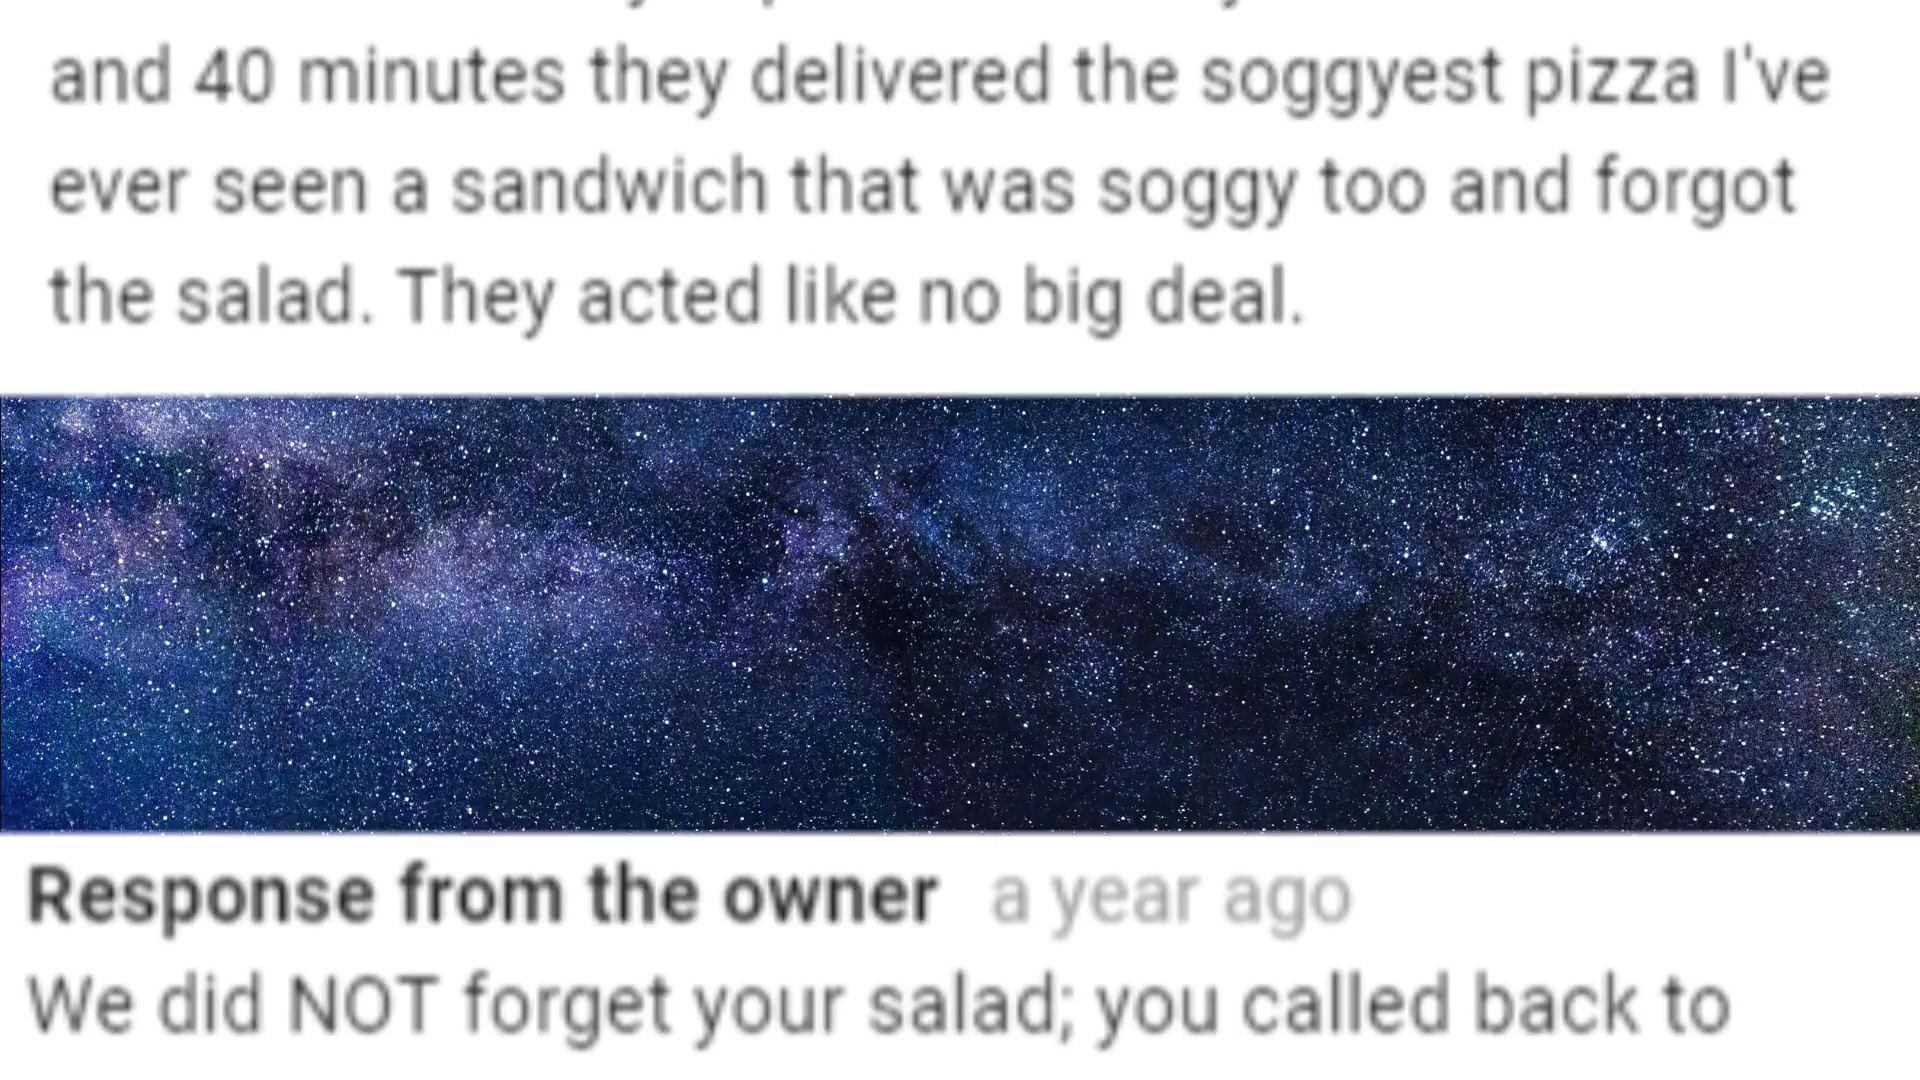 and 40 minutes they delivered the soggyest pizza I've
ever seen a sandwich that was soggy too and forgot
the salad. They acted like no big deal.
Response from the owner a year ago
We did NOT forget your salad; you called back to